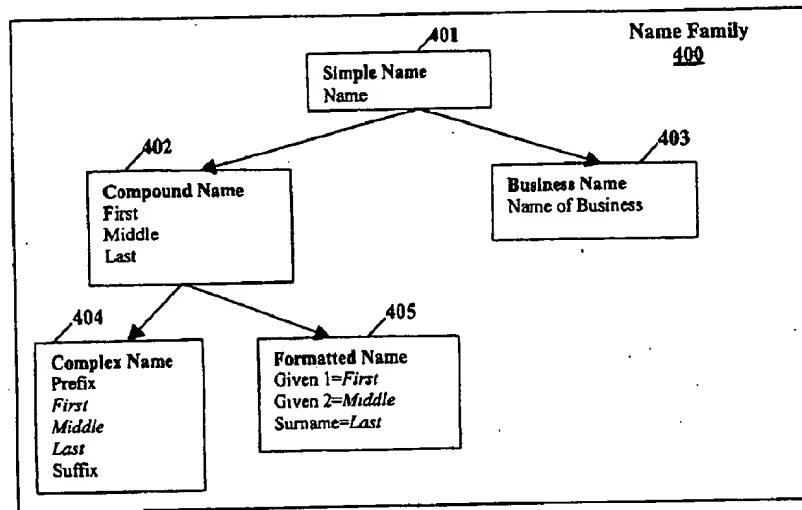 401
Name Family
400
Simple Name
Name
402
403
Compound Name
First
Middle
Last
Business Name
Name of Business
404
405
Complex Name
Prefix
First
Middle
Last
Suffix
Formatted Name
Given 1=First
Given 2=Middle
Surname=Last